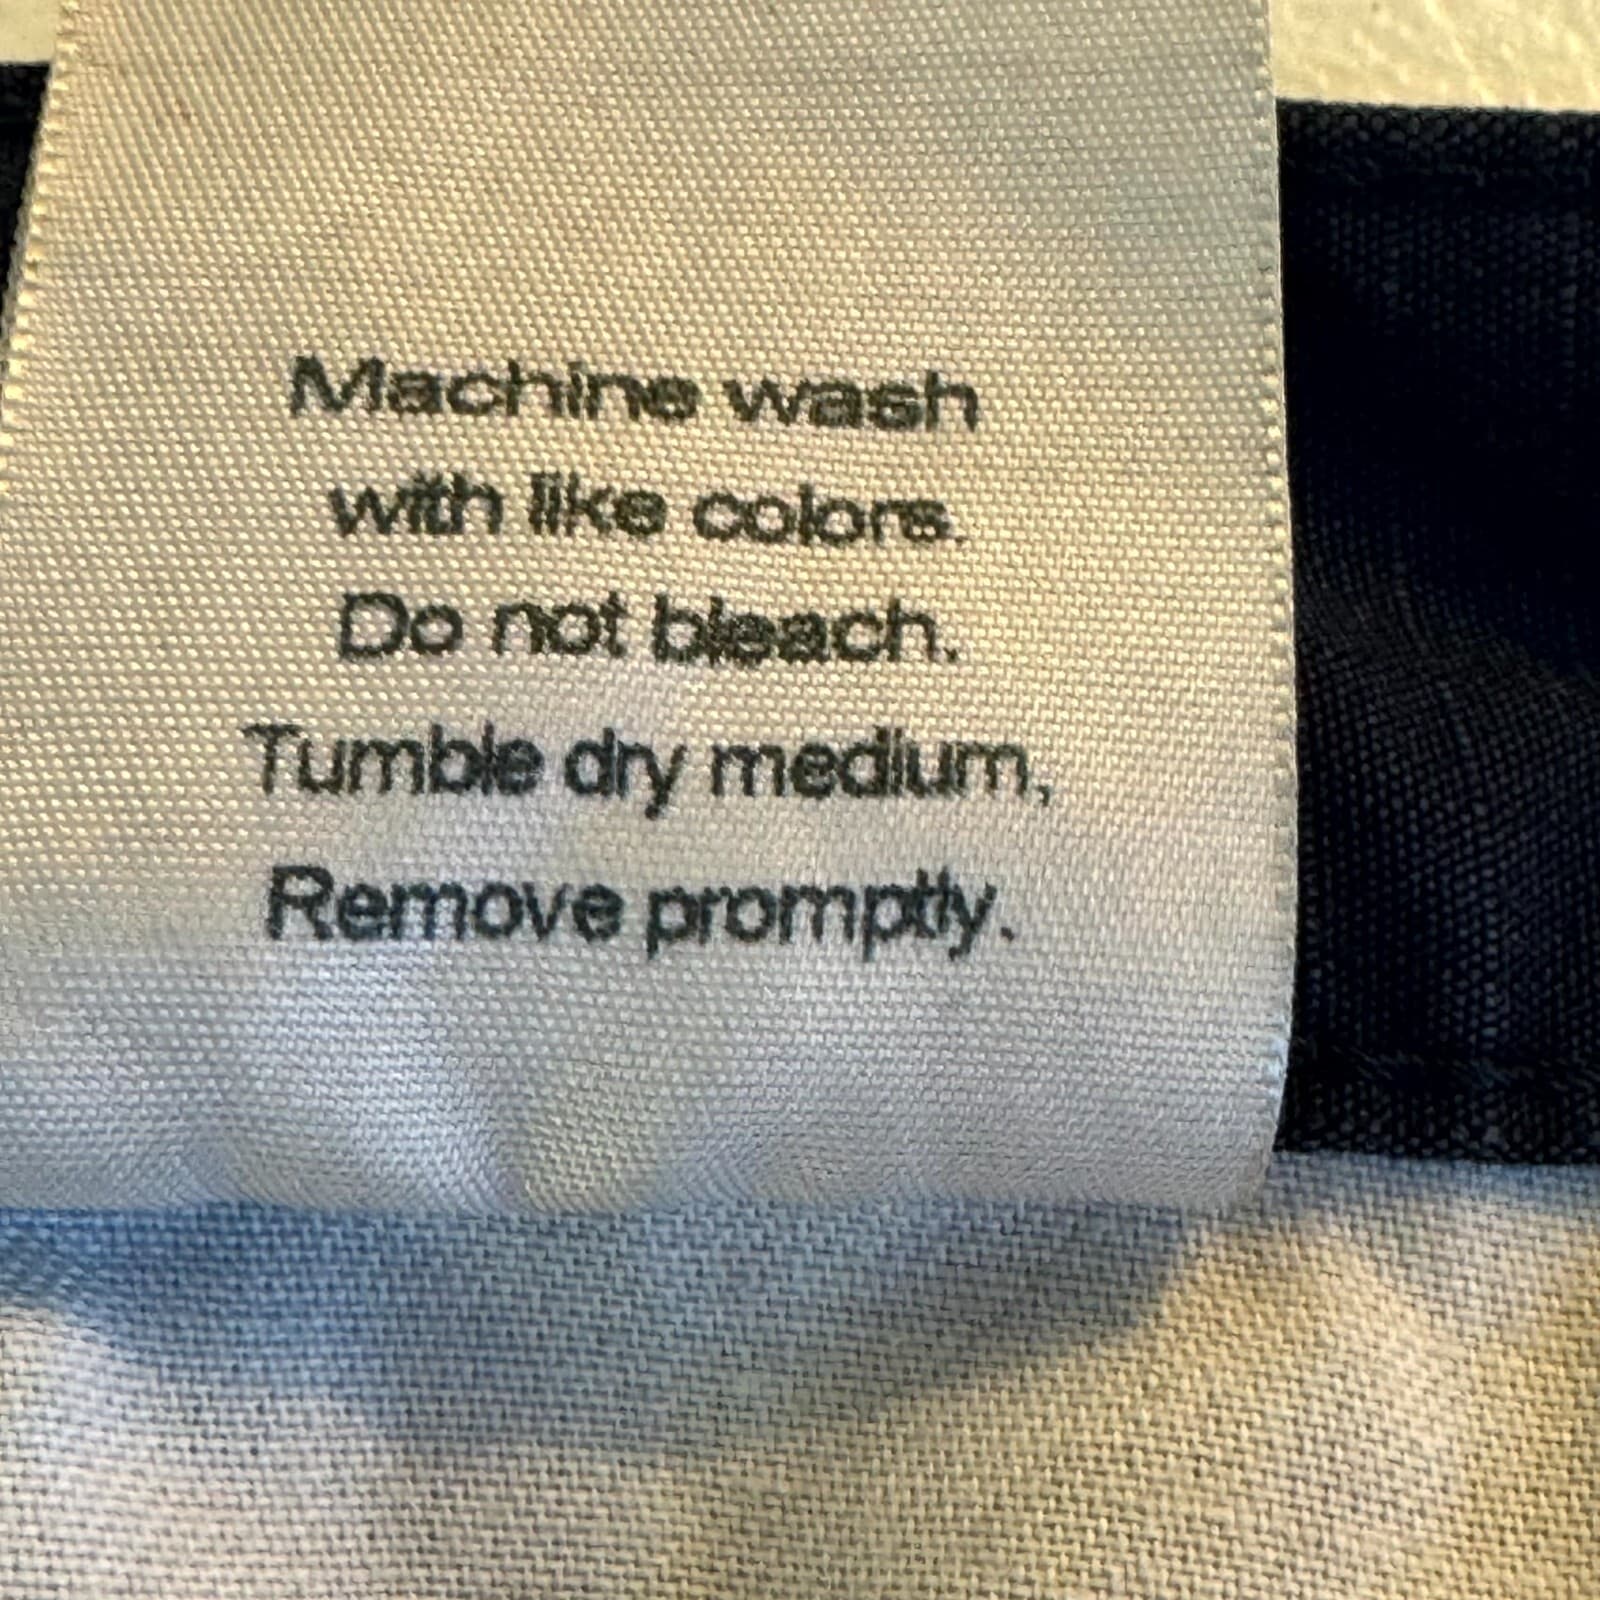 Machine wash
with like colors.
Do not bleach.
Tumble dry medium,
Remove promptly.